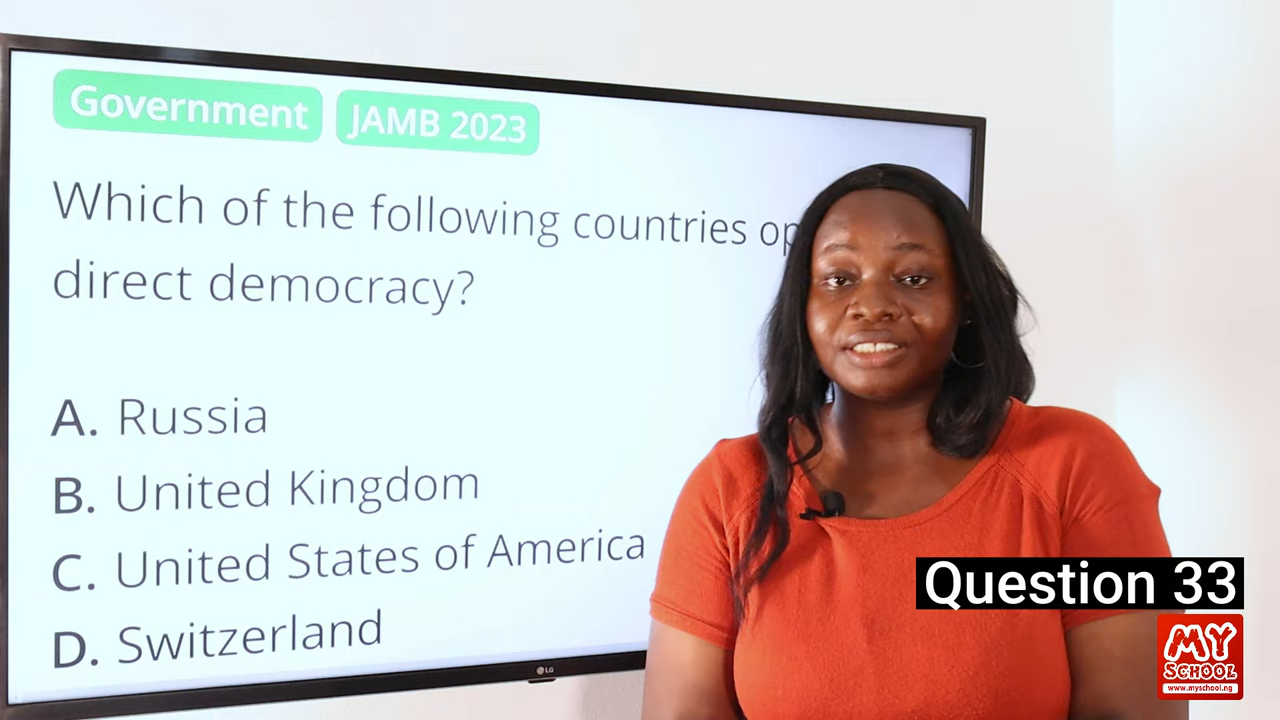 Government JAMB 2023
Which of the following countries
direct democracy?
A. Russia
B. United Kingdom
C. United States of America
D. Switzerland
LG
Question 33
MY
SCHOOL
www.myschool.ng